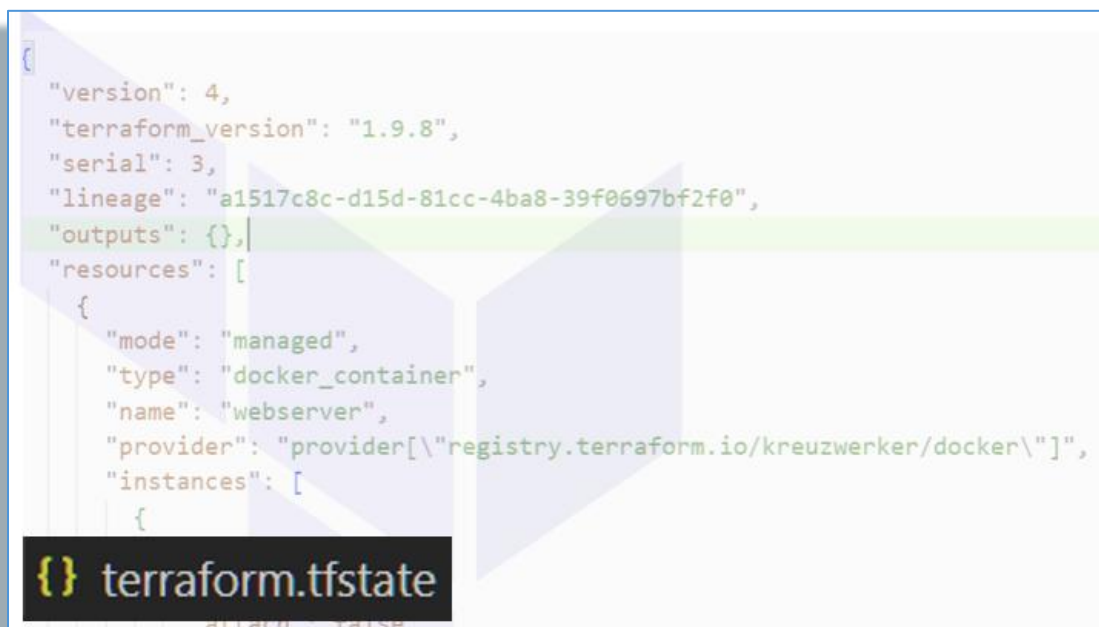 {
"version": 4,
"terraform_version": "1.9.8",
"serial": 3,
"lineage": "a1517c8c-d15d-81cc-4ba8-39f0697bf2f0",
"outputs": {},
"resources": [
{
"mode": "managed",
"type": "docker_container",
"name": "webserver",
"provider": "provider[\"registry.terraform.io/kreuzwerker/docker\"]",
"instances": [
{
{} terraform.tfstate